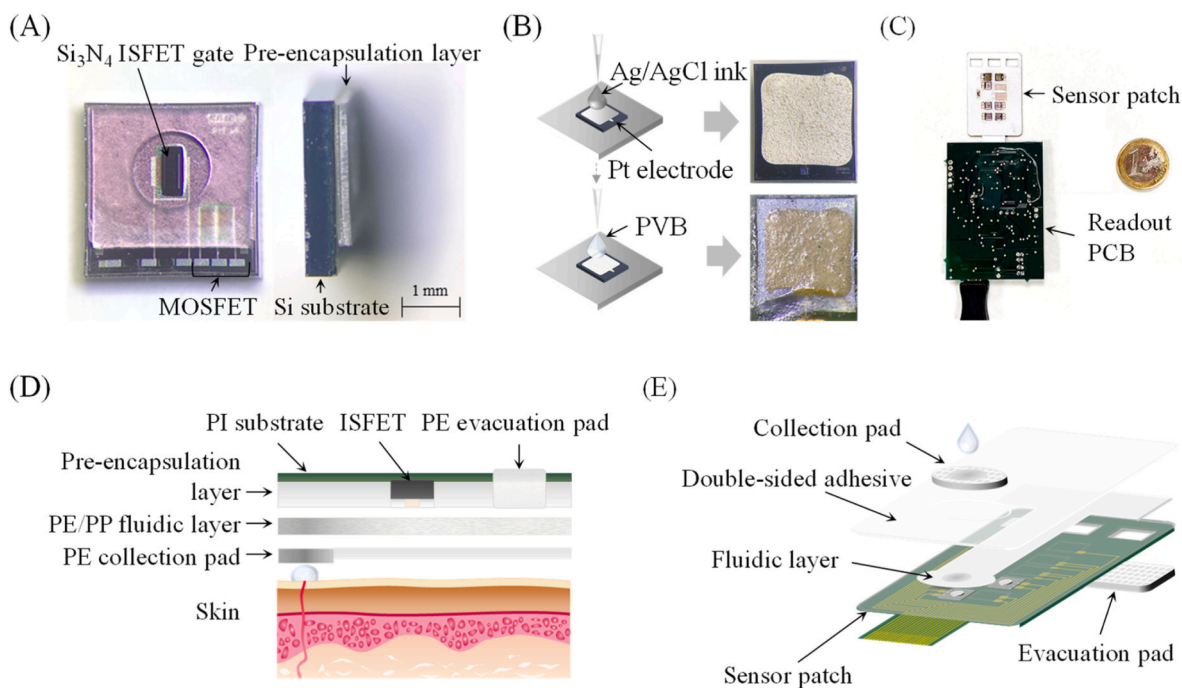 (A)
Si₃N₄ ISFET gate
Pre-encapsulation layer
MOSFET
Si substrate
1 mm
(B)
Ag/AgCl ink
Pt electrode
PVB
(C)
Sensor patch
Readout
PCB
(D)
PI substrate
ISFET
PE evacuation pad
Pre-encapsulation
layer
PE/PP fluidic layer
PE collection pad
Skin
(E)
Collection pad
Double-sided adhesive
Fluidic layer
Sensor patch
Evacuation pad